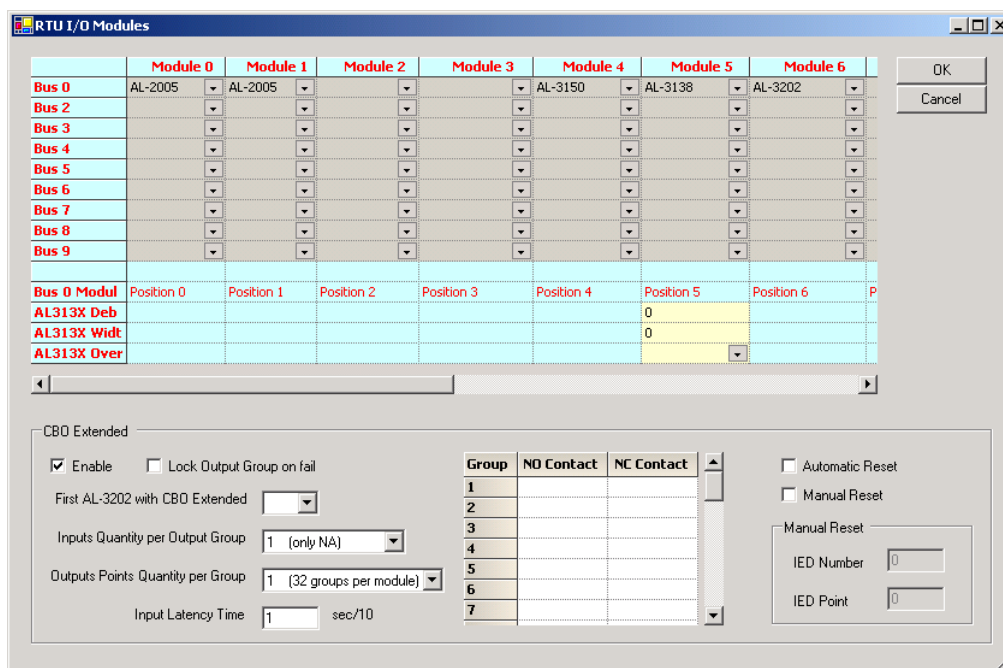 RTU I/O Modules
Module 0 Module 1 Module 2 Module 3 Module 4 Module 5 Module 6
OK
Bus 0 AL-2005 AL-2005 AL-3150 AL-3138 AL-3202
Cancel
Bus 2
Bus 3
Bus 4
Bus 5
Bus 6
Bus 7
Bus 8
Bus 9
Bus 0 Modul Position 0 Position 1 Position 2 Position 3 Position 4 Position 5 Position 6 P
AL313X Deb 0
AL313X Widt 0
AL313X Over
CBO Extended
Enable Lock Output Group on fail
First AL-3202 with CBO Extended
Inputs Quantity per Output Group 1 (only NA)
Outputs Points Quantity per Group 1 (32 groups per module)
Input Latency Time 1 sec/10
Group NO Contact NC Contact
1
2
3
4
5
6
7
Automatic Reset
Manual Reset
Manual Reset
IED Number 0
IED Point 0